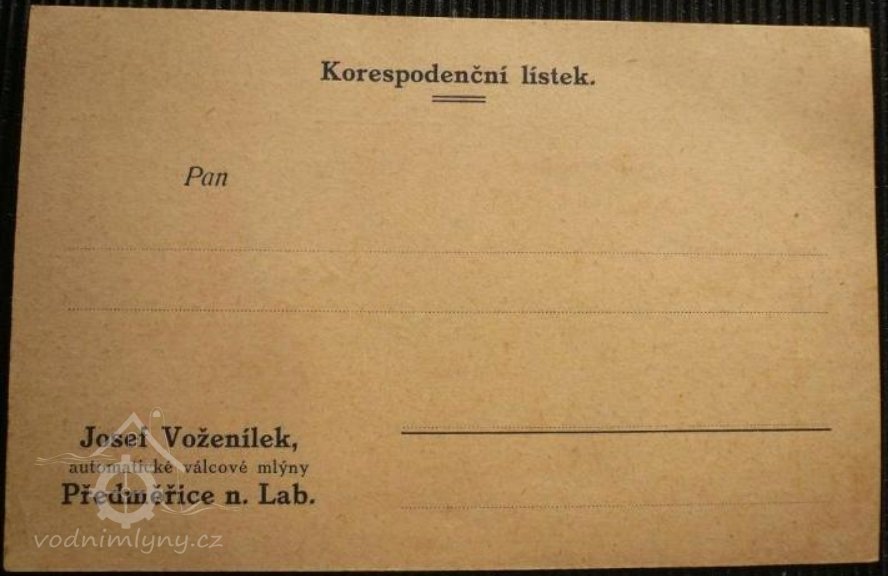 Korespodenční lístek.
Pan
Josef Voženílek,
automatické válcové mlýny
Předměřice n. Lab.
vodnimlyny.cz